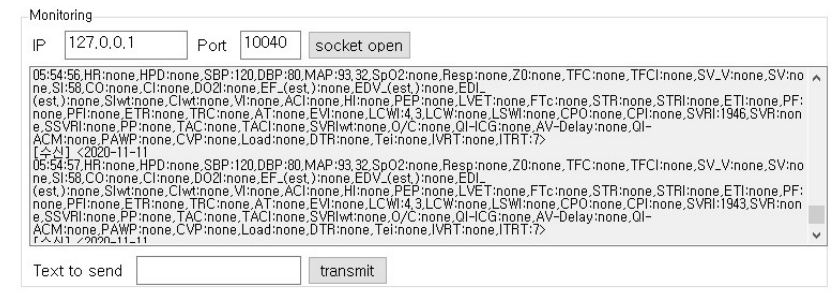 Monitoring
IP 127,0,0,1 Port 10040 socket open
05:54:56,HR:none,HPD:none,SBP:120,DBP:80,MAP:93,32,SpO2:none,Resp:none,Z0:none,TFC:none,TFCI:none,SV_V:none,SV:no
ne,SI:58,CO:none,CI:none,DO2I:none,EF_(est,):none,EDV_(est,):none,EDI_
(est,):none,SIwt:none,CIwt:none,VI:none,ACI:none,HI:none,PEP:none,LVET:none,FTc:none,STR:none,STRI:none,ETI:none,PF:
none,PFI:none,ETR:none,TRC:none,AT:none,EVI:none,LCWI:4,3,LCW:none,LSWI:none,CPO:none,CPI:none,SVRI:1946,SVR:non
e,SSVRI:none,PP:none,TAC:none,TACI:none,SVRIwt:none,O/C:none,QI-ICG:none,AV-Delay:none,QI-
ACM:none,PAWP:none,CVP:none,Load:none,DTR:none,Tei:none,IVRT:none,ITRT:7>
[수신] <2020-11-11
05:54:57,HR:none,HPD:none,SBP:120,DBP:80,MAP:93,32,SpO2:none,Resp:none,Z0:none,TFC:none,TFCI:none,SV_V:none,SV:no
ne,SI:58,CO:none,CI:none,DO2I:none,EF_(est,):none,EDV_(est,):none,EDI_
(est,):none,SIwt:none,CIwt:none,VI:none,ACI:none,HI:none,PEP:none,LVET:none,FTc:none,STR:none,STRI:none,ETI:none,PF:
none,PFI:none,ETR:none,TRC:none,AT:none,EVI:none,LCWI:4,3,LCW:none,LSWI:none,CPO:none,CPI:none,SVRI:1943,SVR:non
e,SSVRI:none,PP:none,TAC:none,TACI:none,SVRIwt:none,O/C:none,QI-ICG:none,AV-Delay:none,QI-
ACM:none,PAWP:none,CVP:none,Load:none,DTR:none,Tei:none,IVRT:none,ITRT:7>
[수신] <2020-11-11
Text to send transmit